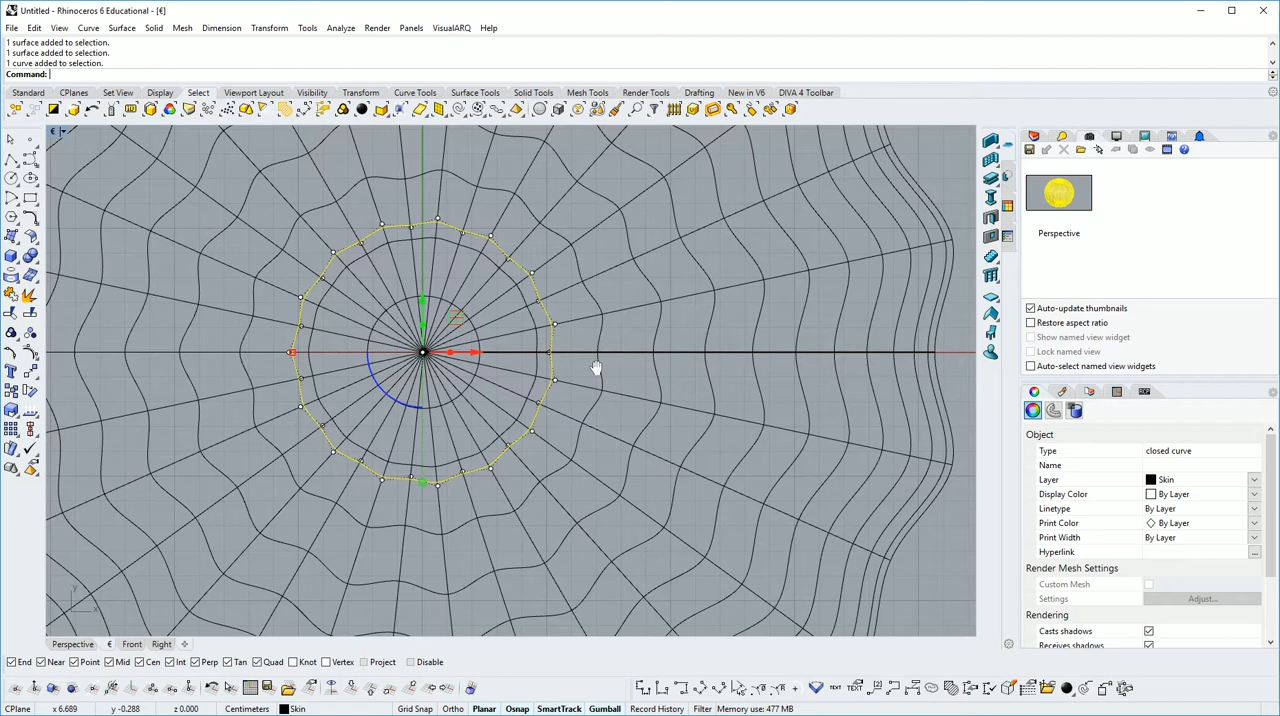 Untitled - Rhinoceros 6 Educational - [€]
File Edit View Curve Surface Solid Mesh Dimension Transform Tools Analyze Render Panels VisualARQ Help
1 surface added to selection.
1 surface added to selection.
1 curve added to selection.
Command:
Standard CPlanes Set View Display Select Viewport Layout Visibility Transform Curve Tools Surface Tools Solid Tools Mesh Tools Render Tools Drafting New in V6 DIVA 4 Toolbar
€
Perspective
Auto-update thumbnails
Restore aspect ratio
Show named view widget
Lock named view
Auto-select named view widgets
Object
Type closed curve
Name
Layer Skin
Display Color By Layer
Linetype By Layer
Print Color By Layer
Print Width By Layer
Hyperlink ...
Render Mesh Settings
Custom Mesh
Settings Adjust...
Rendering
Casts shadows
Receives shadows
y
x
Perspective € Front Right
End Near Point Mid Cen Int Perp Tan Quad Knot Vertex Project Disable
TEXT TEXT
CPlane x 6.689 y -0.288 z 0.000 Centimeters Skin Grid Snap Ortho Planar Osnap SmartTrack Gumball Record History Filter Memory use: 477 MB